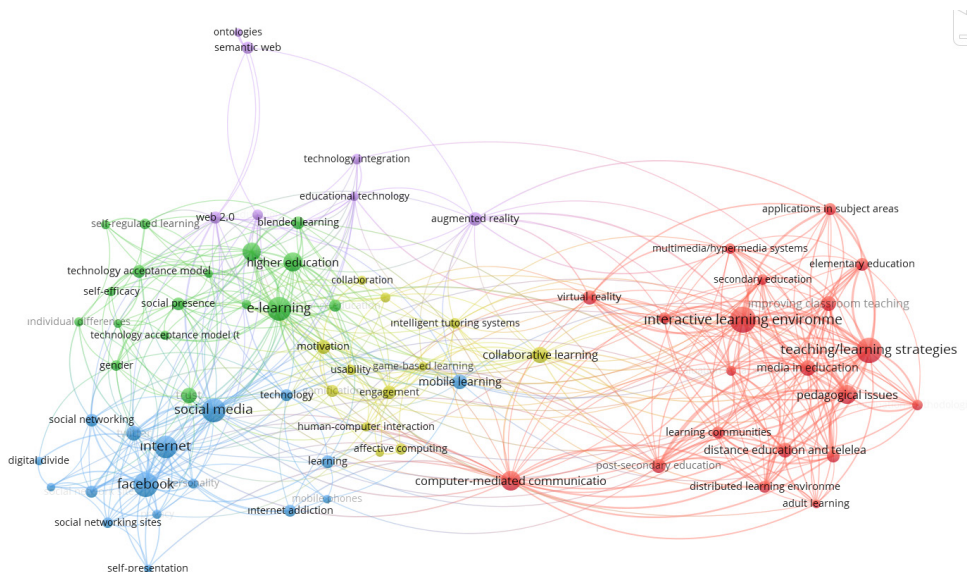 ontologies
semantic web
technology integration
educational technology
self-regulated learning
web 2.0
blended learning
augmented reality
applications in subject areas
higher education
multimedia/hypermedia systems
elementary education
technology acceptance model
collaboration
secondary education
self-efficacy
social presence
e-learning
virtual reality
improving classroom teaching
individual differences
intelligent tutoring systems
interactive learning environme
technology acceptance model (t
motivation
collaborative learning
teaching/learning strategies
gender
usability
game-based learning
media in education
mobile learning
technology
engagement
pedagogical issues
social media
social networking
human-computer interaction
learning communities
internet
affective computing
distance education and telelea
digital divide
learning
post-secondary education
facebook
personality
computer-mediated communicatio
distributed learning environme
mobile phones
adult learning
internet addiction
social networking sites
self-presentation